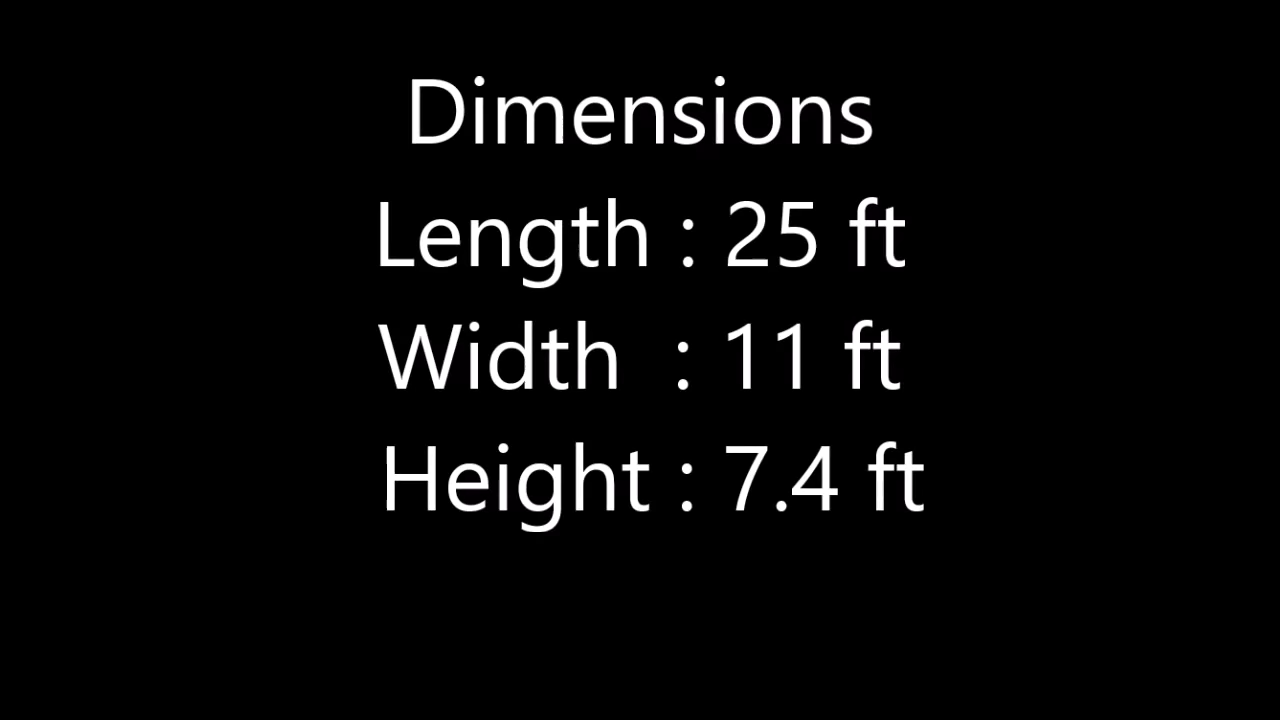 Dimensions
Length : 25 ft
Width  : 11 ft
Height : 7.4 ft